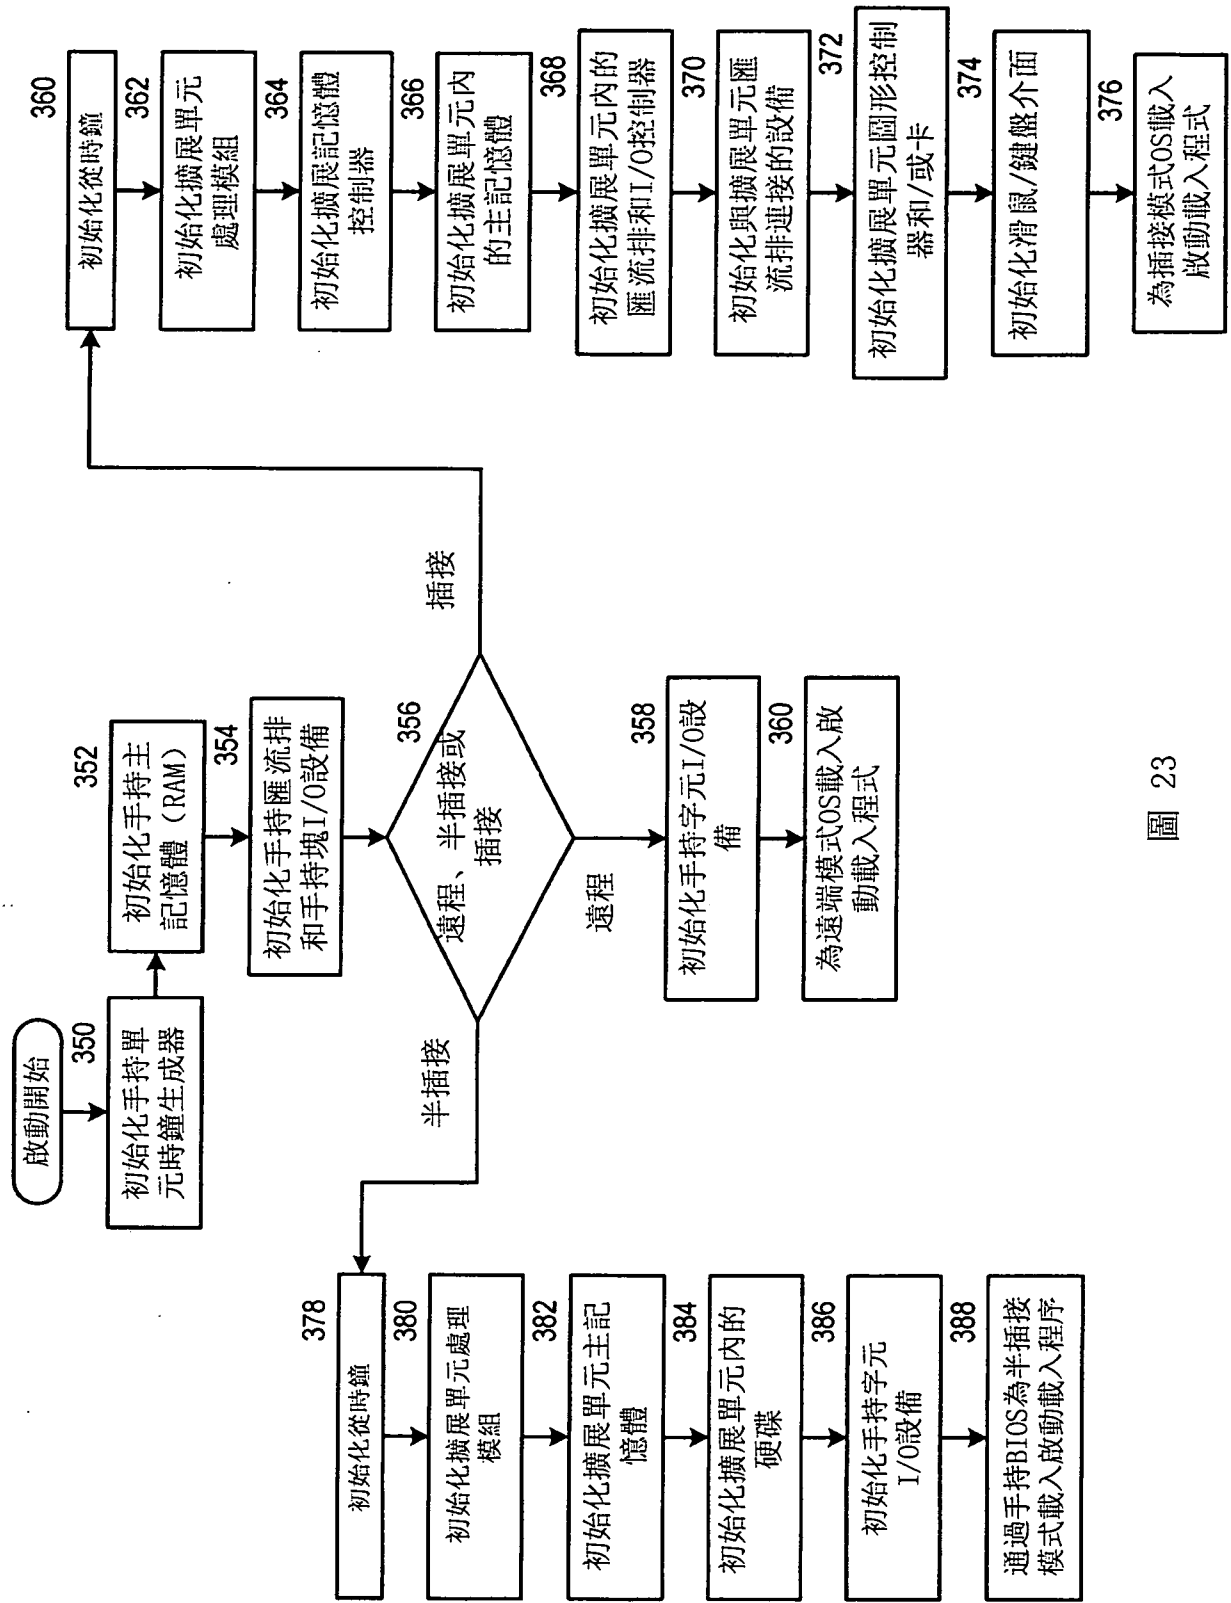 啟動開始
350
初始化手持單
元時鐘生成器
352
初始化手持主
記憶體 (RAM)
354
初始化手持匯流排
和手持塊I/O設備
356
遠程、半插接或
插接
半插接
遠程
插接
358
初始化手持字元I/O設
備
360
為遠端模式OS載入啟
動載入程式
360
初始化從時鐘
362
初始化擴展單元
處理模組
364
初始化擴展記憶體
控制器
366
初始化擴展單元內
的主記憶體
368
初始化擴展單元內的
匯流排和I/O控制器
370
初始化與擴展單元匯
流排連接的設備
372
初始化擴展單元圖形控制
器和/或卡
374
初始化滑鼠/鍵盤介面
376
為插接模式OS載入
啟動載入程式
378
初始化從時鐘
380
初始化擴展單元處理
模組
382
初始化擴展單元主記
憶體
384
初始化擴展單元內的
硬碟
386
初始化手持字元
I/O設備
388
通過手持BIOS為半插接
模式載入啟動載入程序
圖 23